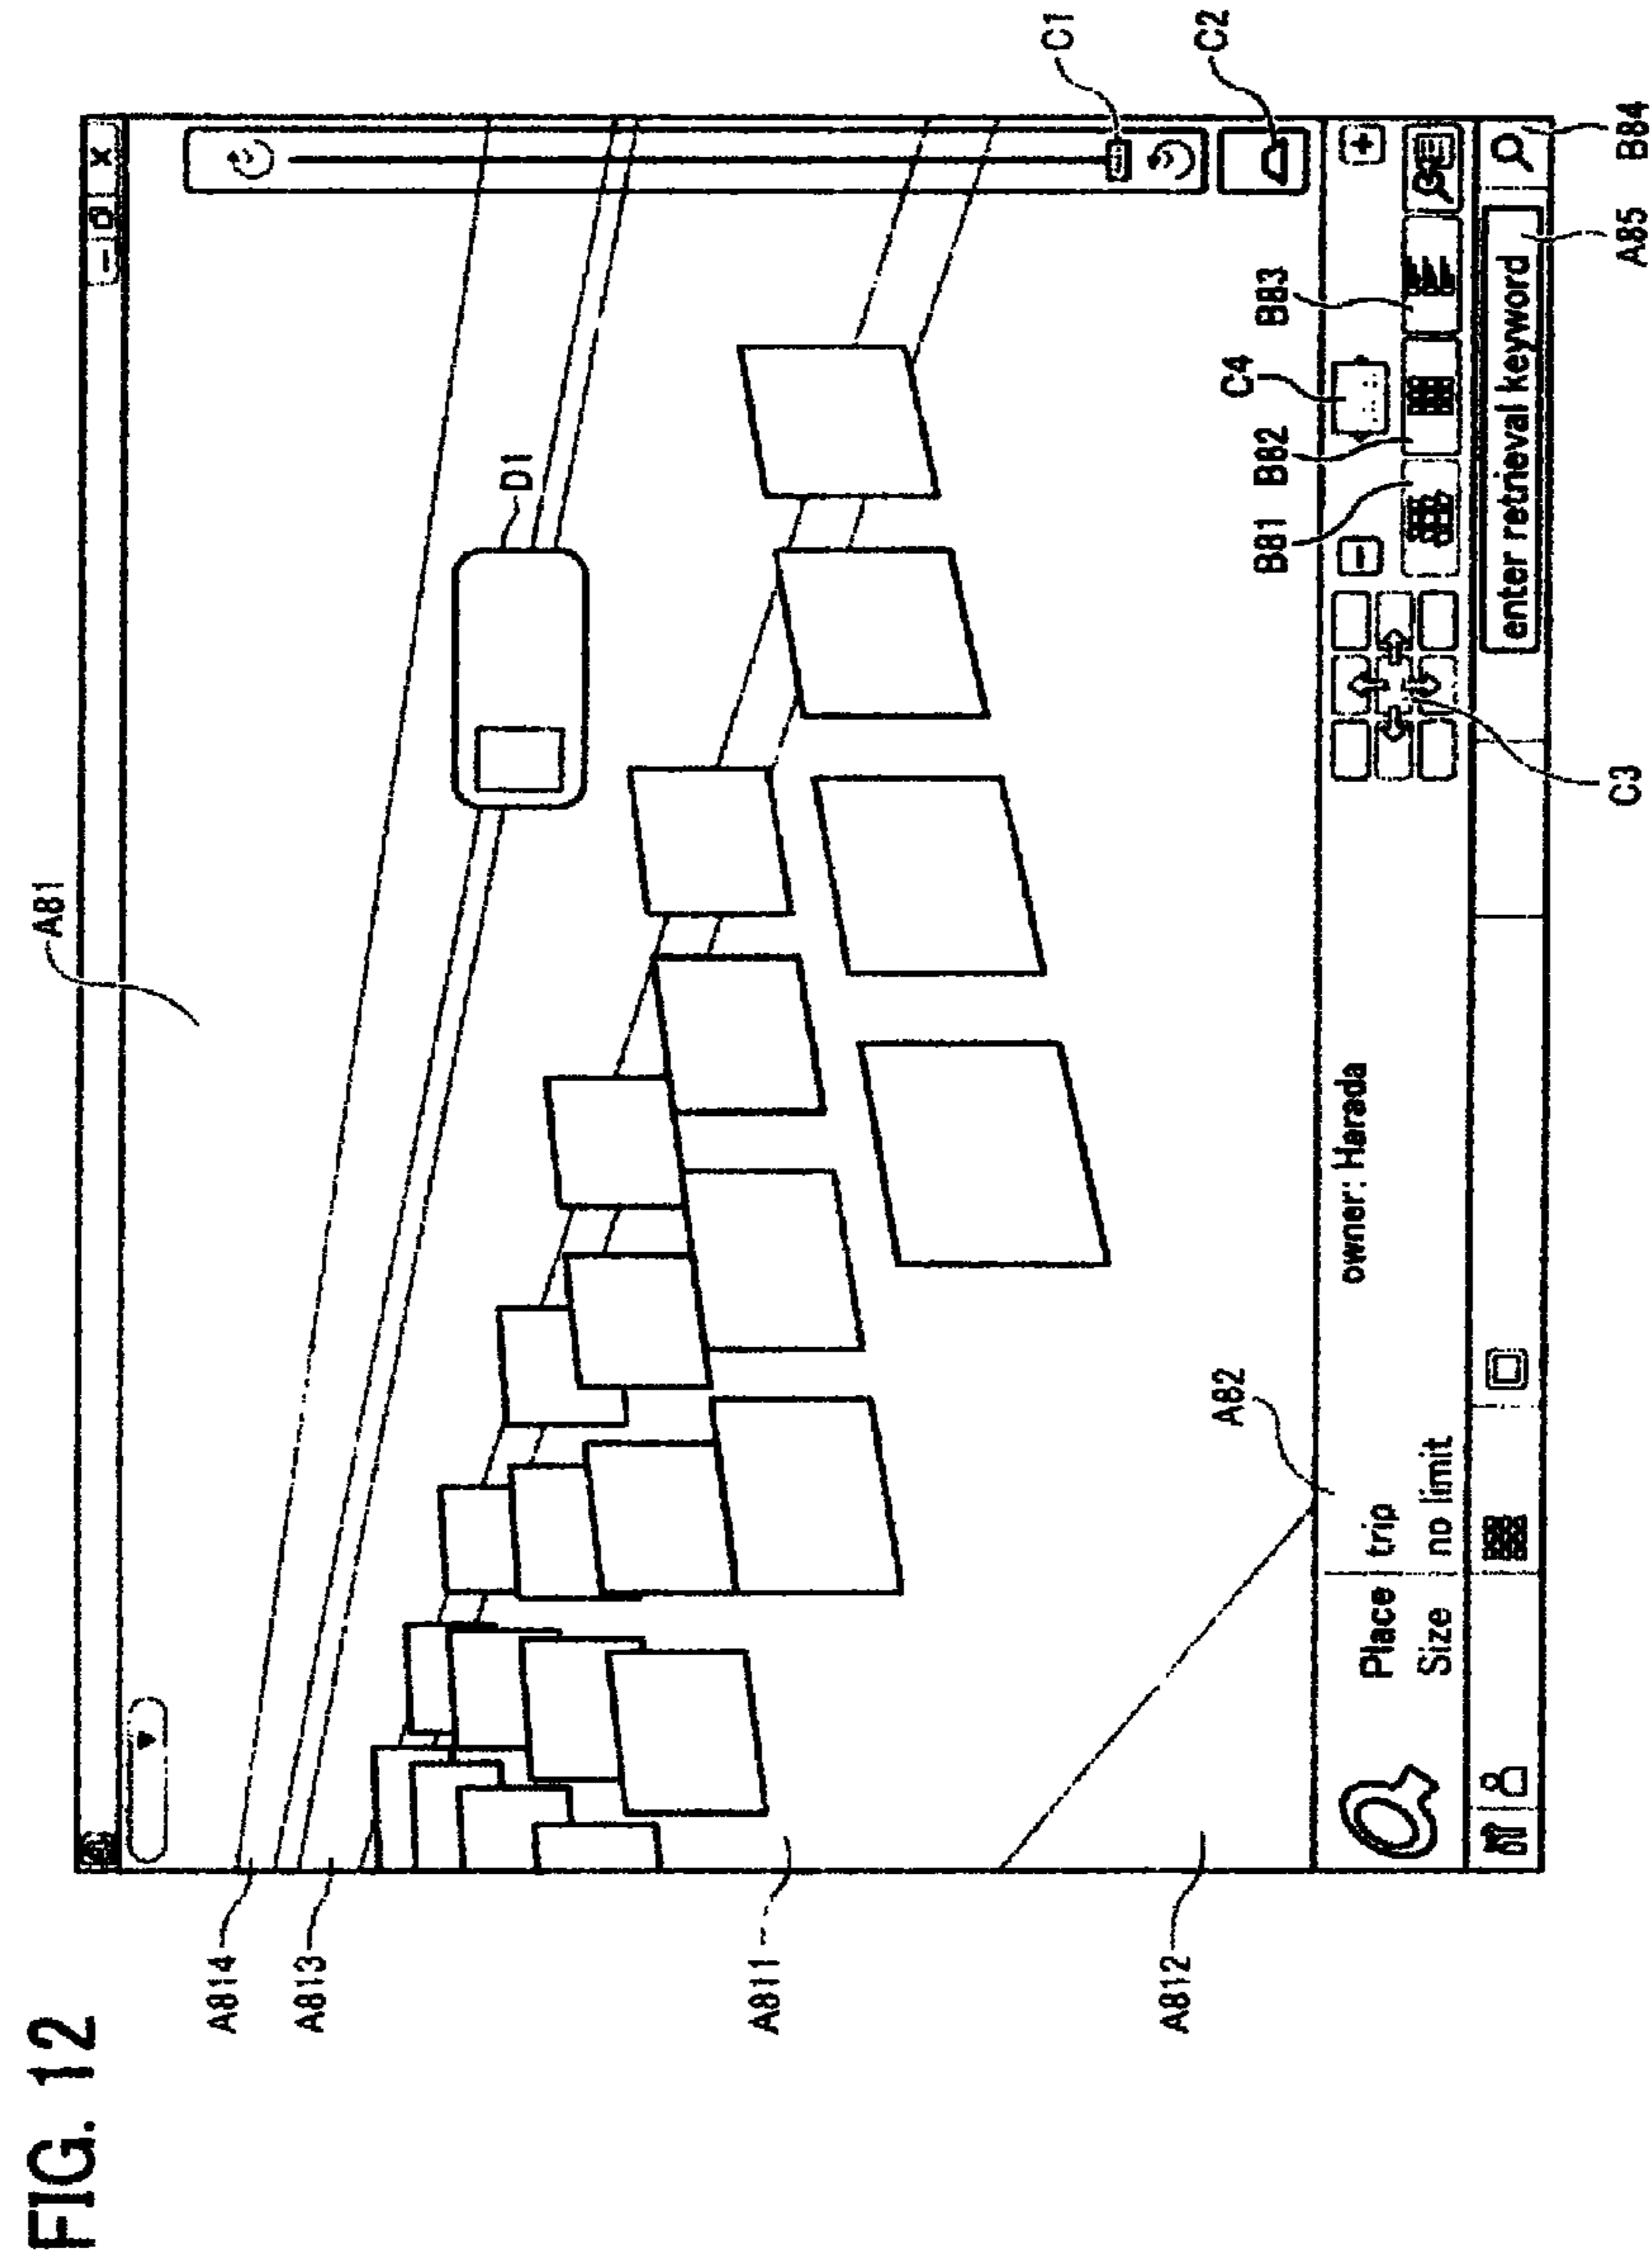 FIG. 12
A81
A814
A813
A811
A812
D1
C1
C2
A82
Place trip
Size no limit
owner: Harada
C4
B81
B82
B83
enter retrieval keyword
C3
A85
B84